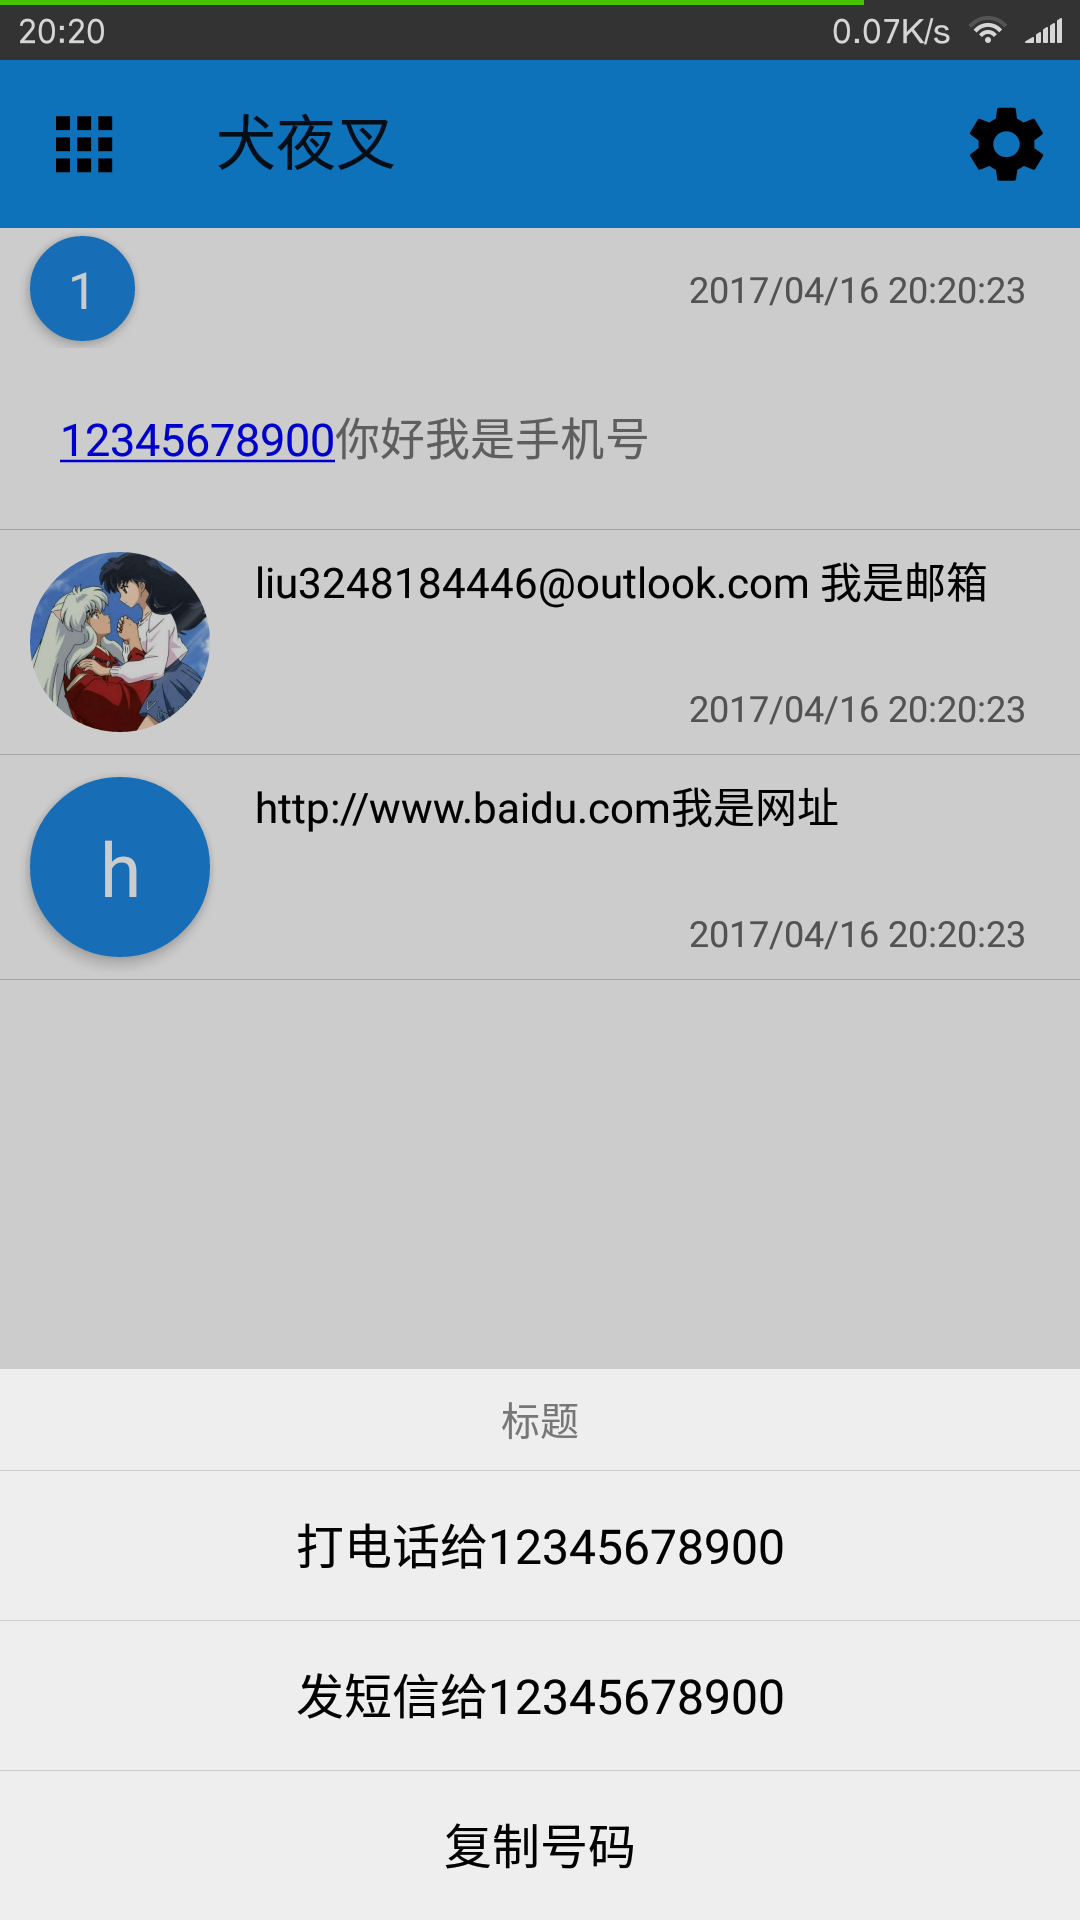 20:20 0.07K/s
犬夜叉
1 2017/04/16 20:20:23
12345678900你好我是手机号
liu3248184446@outlook.com 我是邮箱
2017/04/16 20:20:23
h http://www.baidu.com我是网址
2017/04/16 20:20:23
标题
打电话给12345678900
发短信给12345678900
复制号码